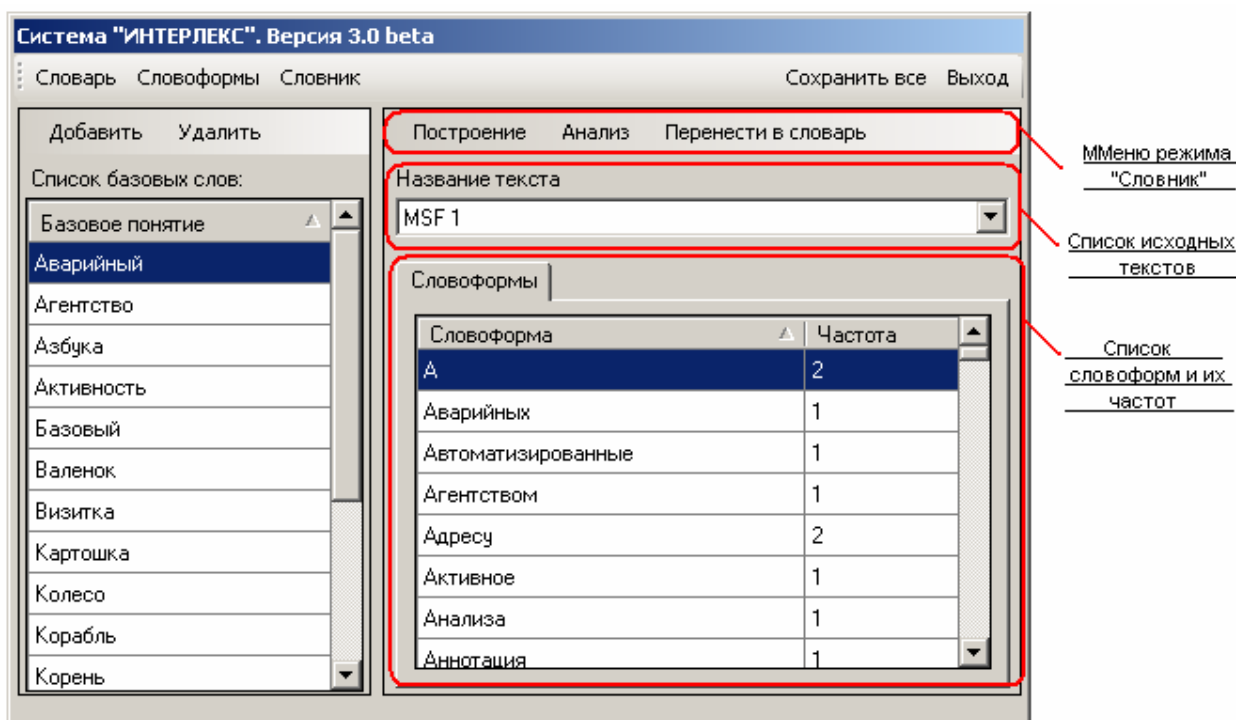 Система "ИНТЕРЛЕКС". Версия 3.0 beta
Словарь Словоформы Словник Сохранить все Выход
Добавить Удалить
Список базовых слов:
Базовое понятие
Аварийный
Агентство
Азбука
Активность
Базовый
Валенок
Визитка
Картошка
Колесо
Корабль
Корень
Построение Анализ Перенести в словарь
Название текста
MSF 1
Словоформы
Словоформа Частота
А 2
Аварийных 1
Автоматизированные 1
Агентством 1
Адресу 2
Активное 1
Анализа 1
Аннотация 1
ММеню режима
"Словник"
Список исходных
текстов
Список
словоформ и их
частот